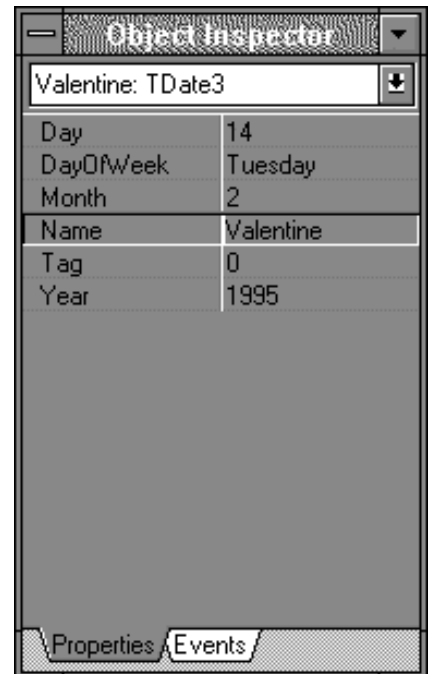 Object Inspector
Valentine: TDate3
Day 14
DayOfWeek Tuesday
Month 2
Name Valentine
Tag 0
Year 1995
Properties Events